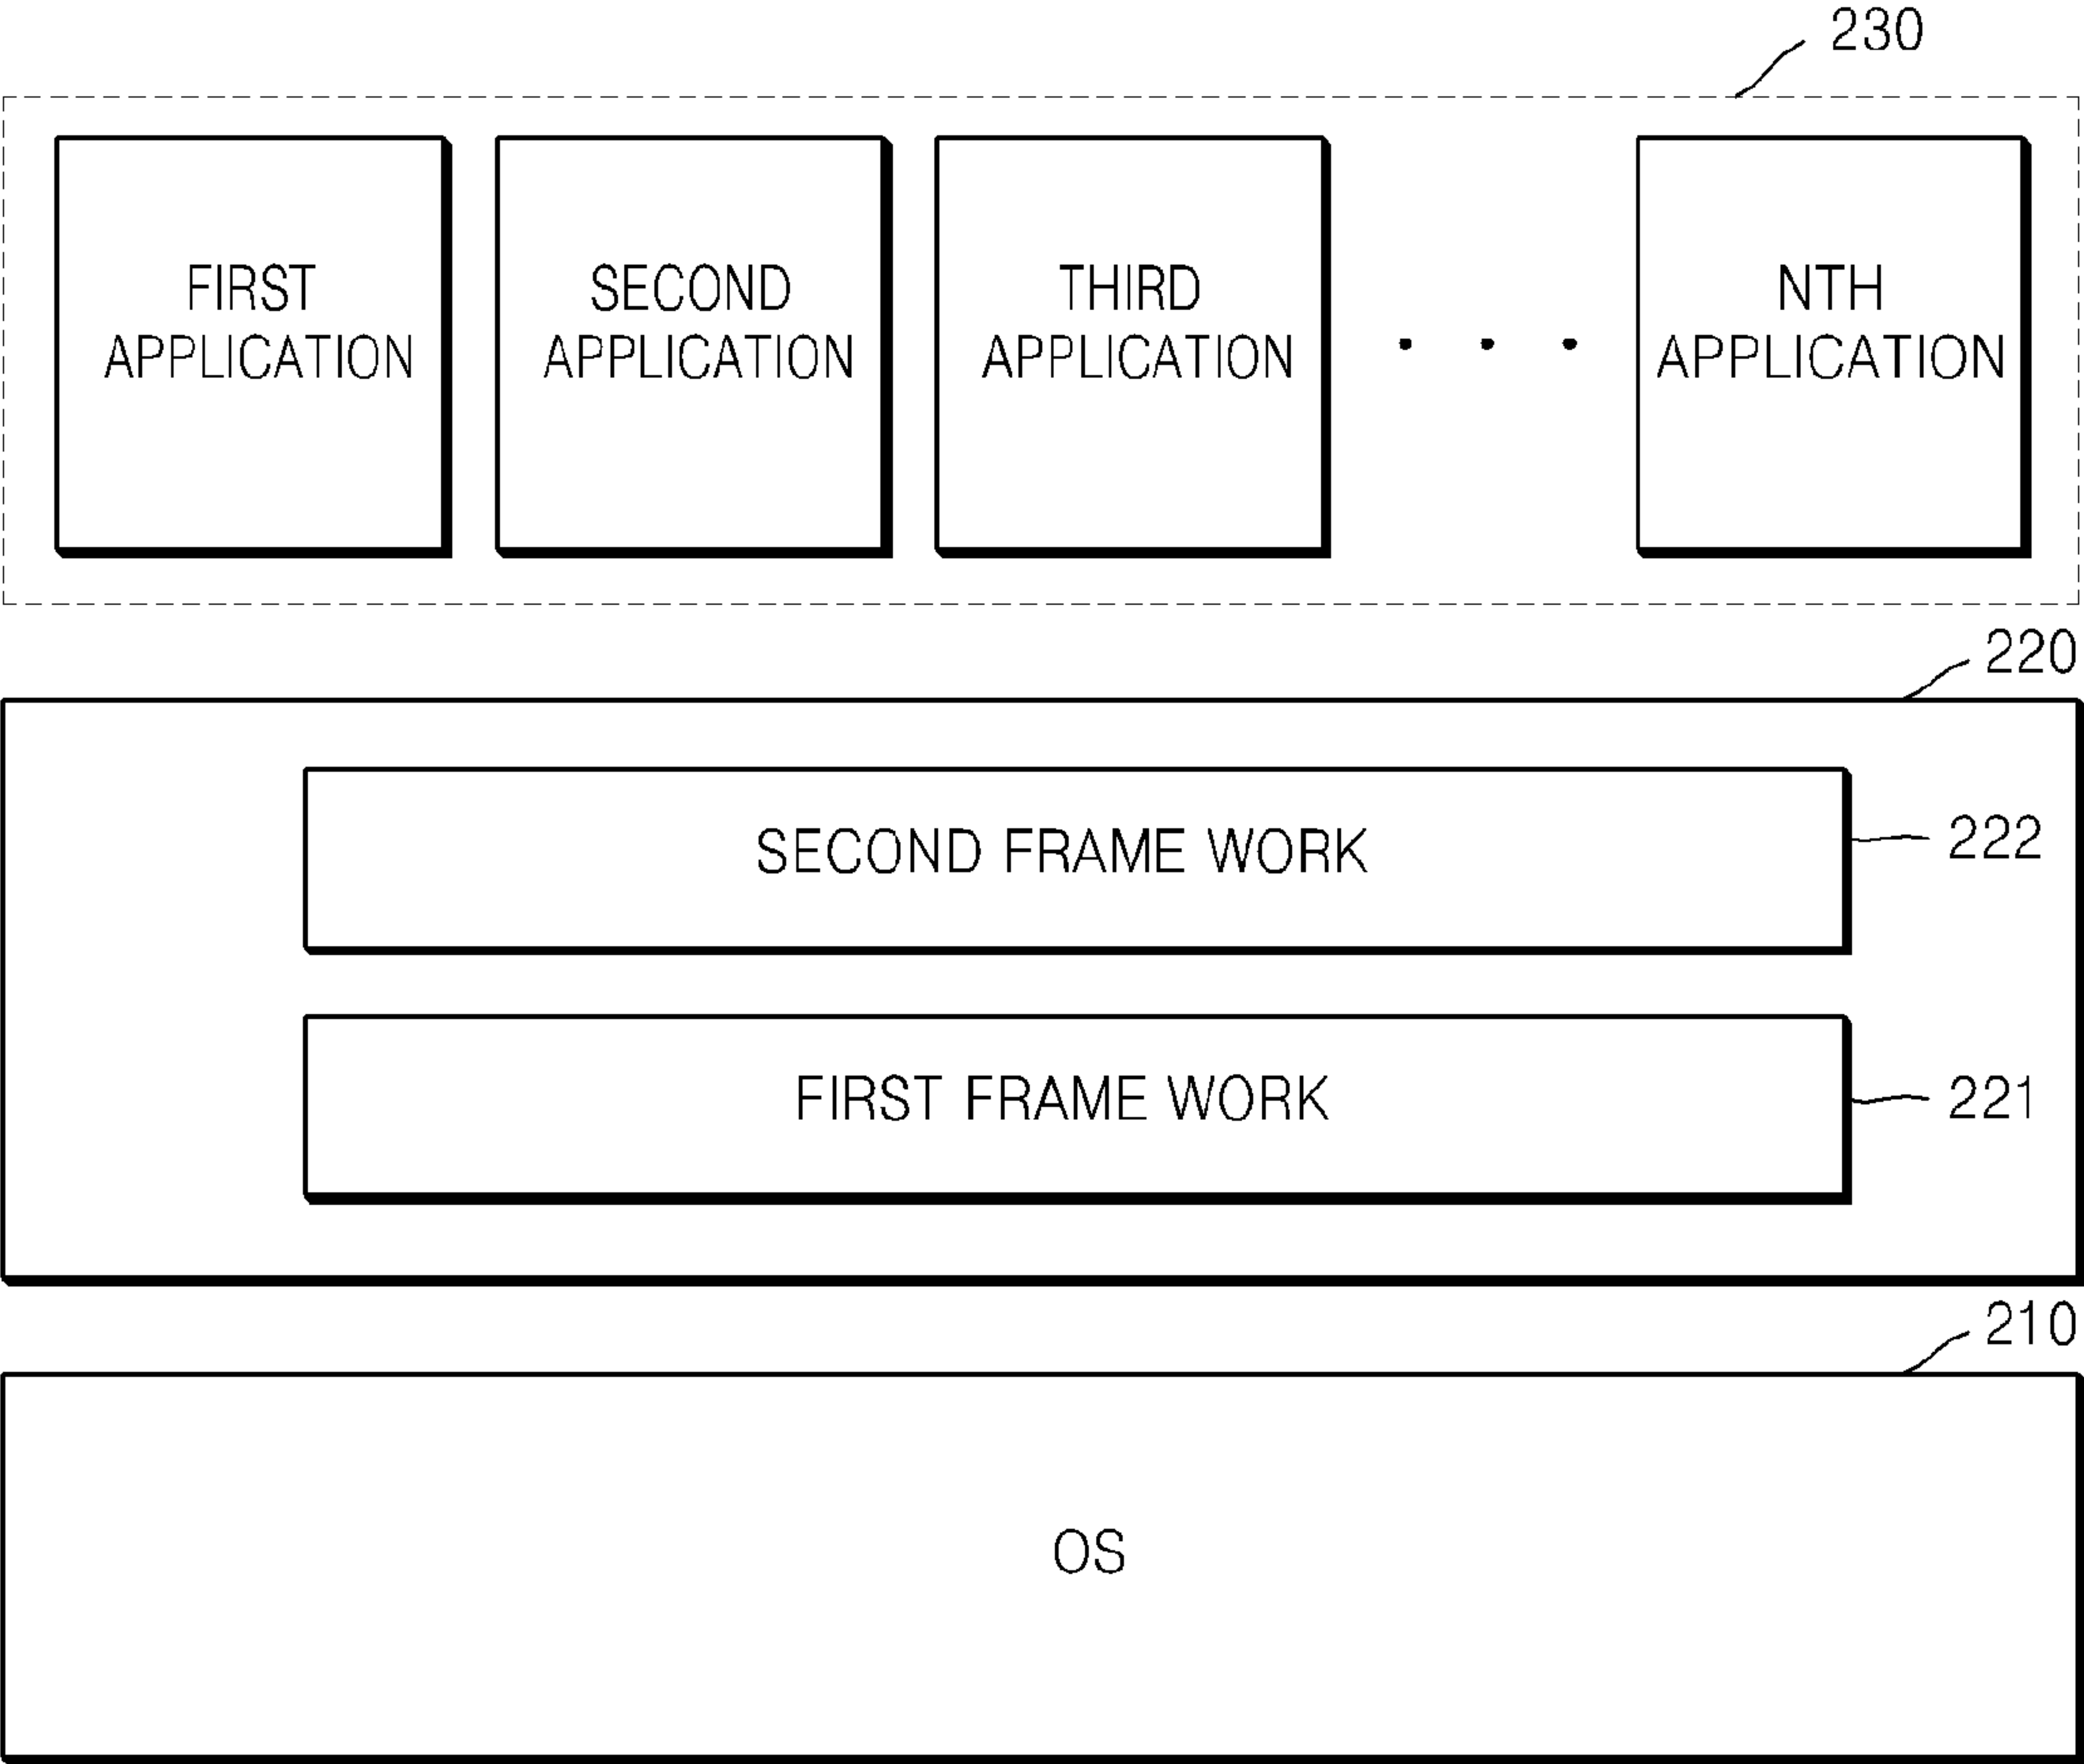 230
FIRST
APPLICATION
SECOND
APPLICATION
THIRD
APPLICATION
. . .
NTH
APPLICATION
220
SECOND FRAME WORK
222
FIRST FRAME WORK
221
210
OS